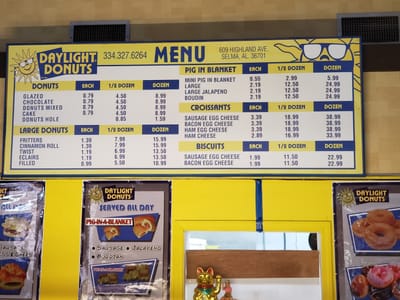 DAYLIGHT DONUTS
334.327.6264
MENU
609 HIGHLAND AVE.
SELMA, AL. 36701
DONUTS EACH 1/2 DOZEN DOZEN
GLAZED 0.79 4.50 8.99
CHOCOLATE 0.79 4.50 8.99
DONUTS MIXED 0.79 4.50 8.99
CAKE 0.79 4.50 8.99
DONUTS HOLE 0.85 1.59
LARGE DONUTS EACH 1/2 DOZEN DOZEN
FRITTERS 1.39 7.99 15.99
CINNAMON ROLL 1.39 7.99 15.99
TWIST 1.19 6.99 13.50
ECLAIRS 1.19 6.99 13.50
FILLED 0.99 5.50 10.99
PIG IN BLANKET EACH 1/2 DOZEN DOZEN
MINI PIG IN BLANKET 0.50 2.99 5.99
LARGE 2.19 12.50 24.99
LARGE JALAPENO 2.19 12.50 24.99
BOUDIN 2.19 12.50 24.99
CROISSANTS EACH 1/2 DOZEN DOZEN
SAUSAGE EGG CHEESE 3.39 18.99 38.99
BACON EGG CHEESE 3.39 18.99 38.99
HAM EGG CHEESE 3.39 18.99 38.99
HAM CHEESE 2.89 16.99 33.99
BISCUITS EACH 1/2 DOZEN DOZEN
SAUSAGE EGG CHEESE 1.99 11.50 22.99
BACON EGG CHEESE 1.99 11.50 22.99
DAYLIGHT DONUTS
SERVED ALL DAY
PIG-IN-A-BLANKET
SAUSAGE JALAPENO
BOUDIN
DAYLIGHT
DONUTS